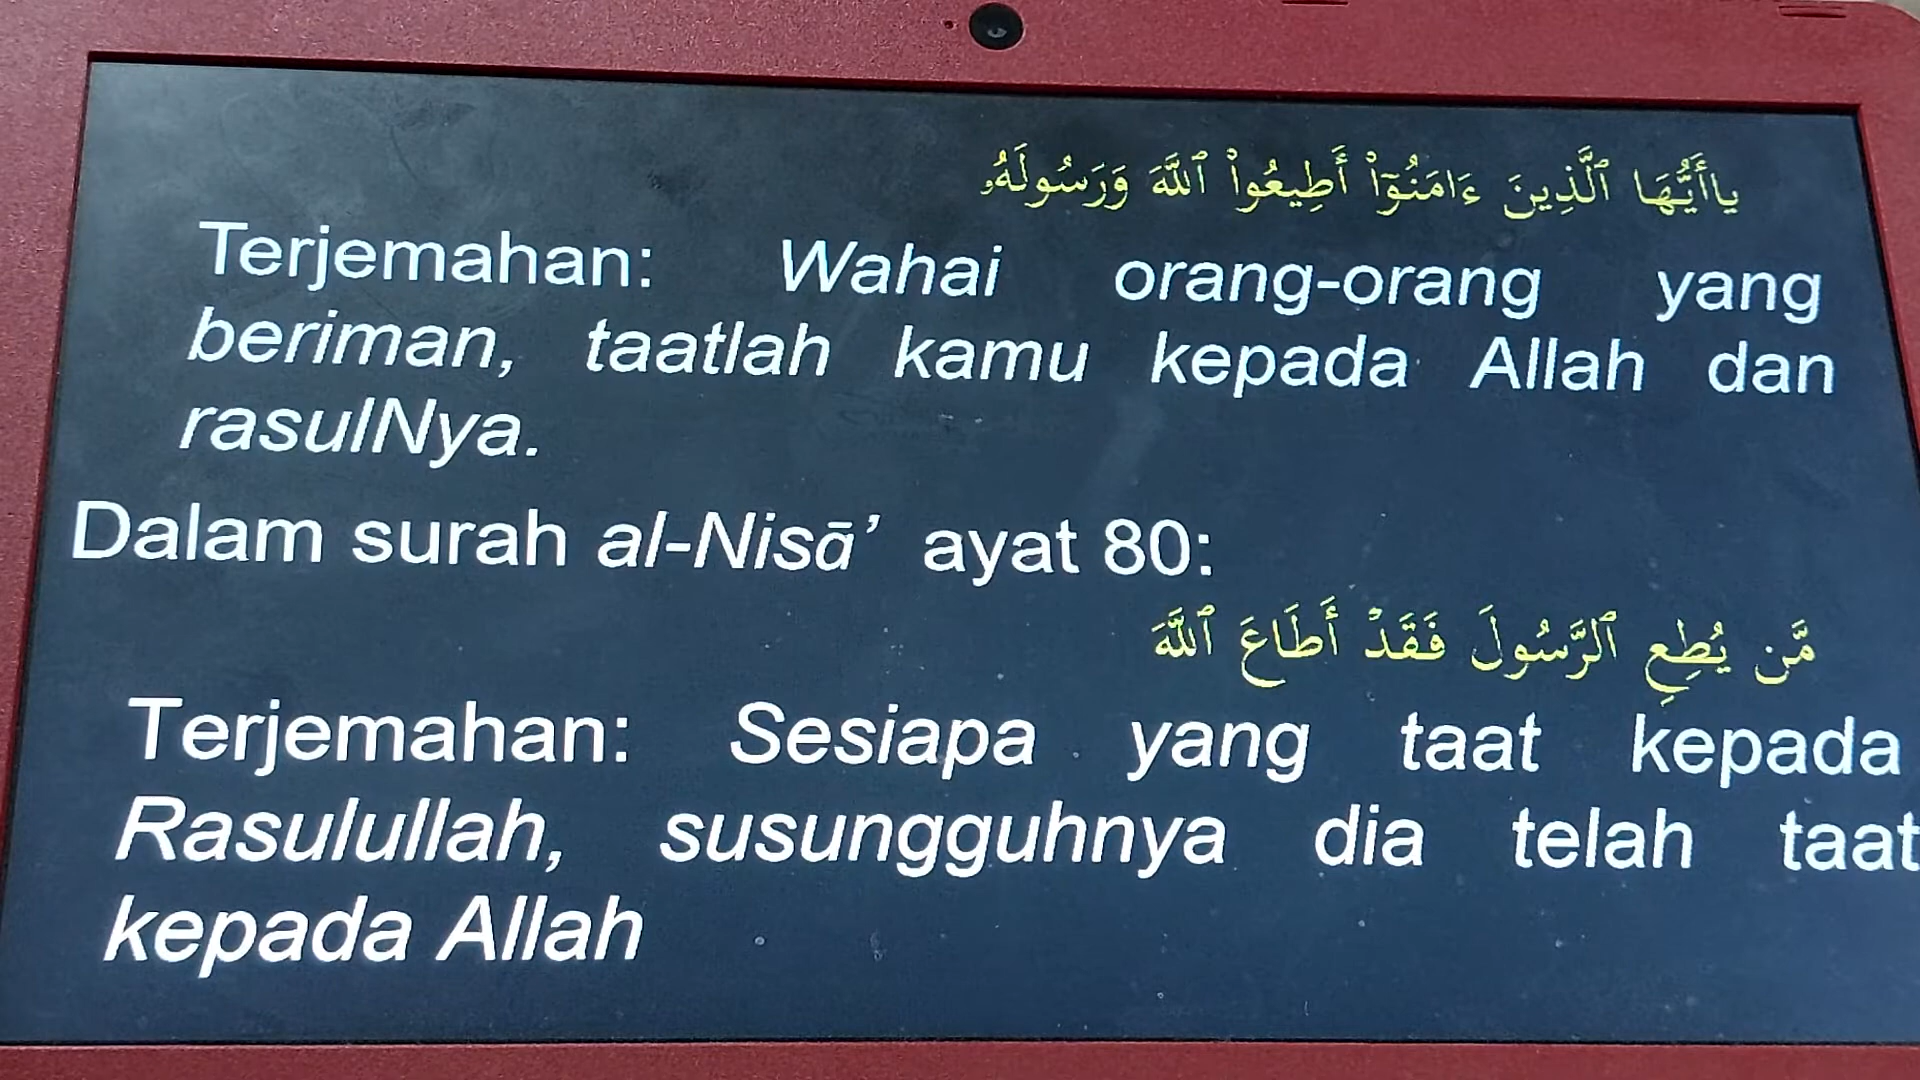 ياأَيُّهَا ٱلَّذِينَ ءَامَنُوٓاْ أَطِيعُواْ ٱللَّهَ وَرَسُولَهُۥ
Terjemahan: Wahai orang-orang yang
beriman, taatlah kamu kepada Allah dan
rasulNya.
Dalam surah al-Nisā’ ayat 80:
مَّن يُطِعِ ٱلرَّسُولَ فَقَدۡ أَطَاعَ ٱللَّهَ
Terjemahan: Sesiapa yang taat kepada
Rasulullah, susungguhnya dia telah taat
kepada Allah